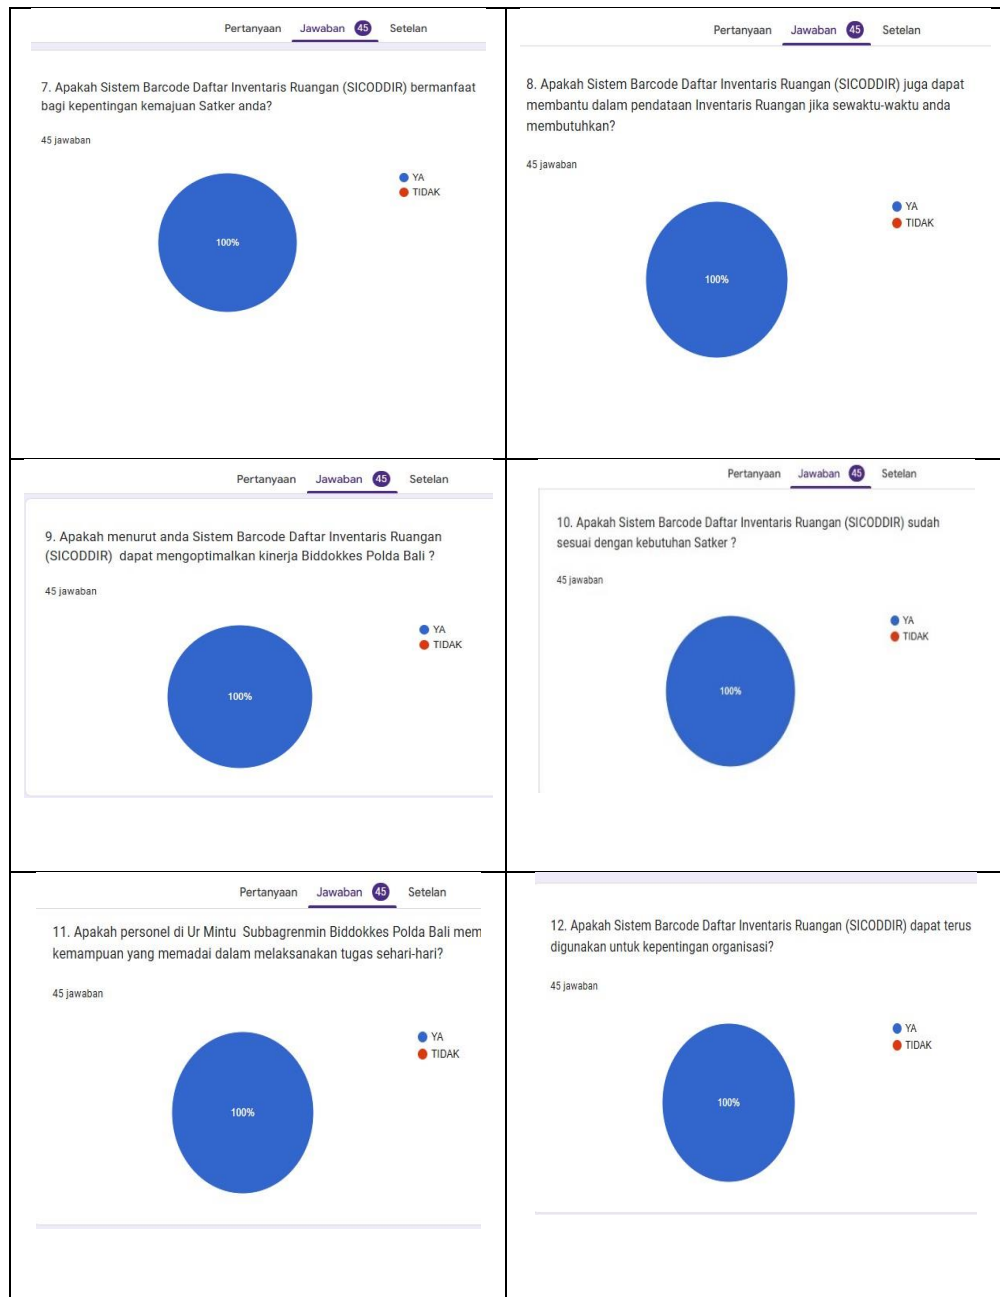 Pertanyaan Jawaban 45 Setelan
7. Apakah Sistem Barcode Daftar Inventaris Ruangan (SICODDIR) bermanfaat
bagi kepentingan kemajuan Satker anda?
45 jawaban
YA
TIDAK
100%
Pertanyaan Jawaban 45 Setelan
8. Apakah Sistem Barcode Daftar Inventaris Ruangan (SICODDIR) juga dapat
membantu dalam pendataan Inventaris Ruangan jika sewaktu-waktu anda
membutuhkan?
45 jawaban
YA
TIDAK
100%
Pertanyaan Jawaban 45 Setelan
9. Apakah menurut anda Sistem Barcode Daftar Inventaris Ruangan
(SICODDIR) dapat mengoptimalkan kinerja Biddokkes Polda Bali ?
45 jawaban
YA
TIDAK
100%
Pertanyaan Jawaban 45 Setelan
10. Apakah Sistem Barcode Daftar Inventaris Ruangan (SICODDIR) sudah
sesuai dengan kebutuhan Satker ?
45 jawaban
YA
TIDAK
100%
Pertanyaan Jawaban 45 Setelan
11. Apakah personel di Ur Mintu Subbagrenmin Biddokkes Polda Bali mem
kemampuan yang memadai dalam melaksanakan tugas sehari-hari?
45 jawaban
YA
TIDAK
100%
12. Apakah Sistem Barcode Daftar Inventaris Ruangan (SICODDIR) dapat terus
digunakan untuk kepentingan organisasi?
45 jawaban
YA
TIDAK
100%